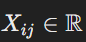 X_{ij} ∈ ℝ